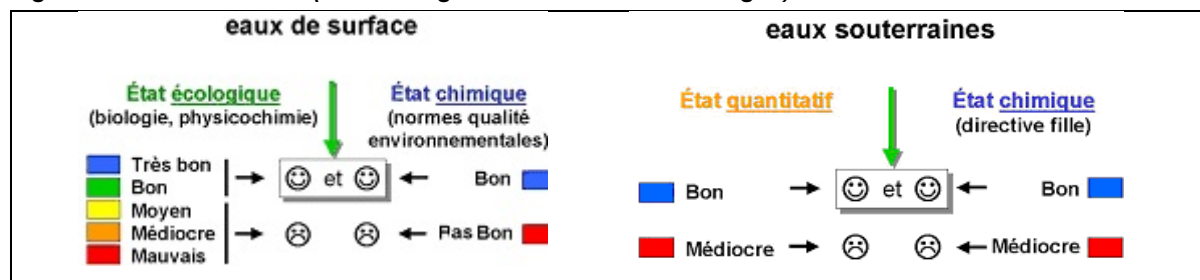 eaux de surface
État écologique
(biologie, physicochimie)
État chimique
(normes qualité
environnementales)
Très bon
Bon
Moyen
Médiocre
Mauvais
et
Bon
Pas Bon
eaux souterraines
État quantitatif
État chimique
(directive fille)
Bon
et
Bon
Médiocre
Médiocre